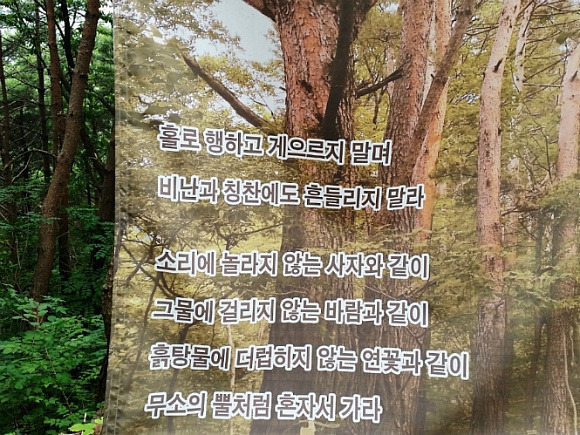 홀로 행하고 게으르지 말며
비난과 칭찬에도 흔들리지 말라
소리에 놀라지 않는 사자와 같이
그물에 걸리지 않는 바람과 같이
흙탕물에 더럽히지 않는 연꽃과 같이
무소의 뿔처럼 혼자서 가라